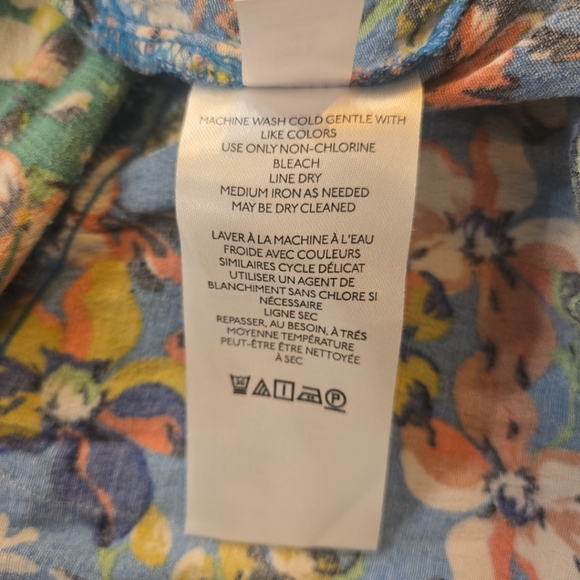 MACHINE WASH COLD GENTLE WITH
LIKE COLORS
USE ONLY NON-CHLORINE
BLEACH
LINE DRY
MEDIUM IRON AS NEEDED
MAY BE DRY CLEANED
LAVER À LA MACHINE À L'EAU
FROIDE AVEC COULEURS
SIMILAIRES CYCLE DÉLICAT
UTILISER UN AGENT DE
BLANCHIMENT SANS CHLORE SI
NÉCESSAIRE
LIGNE SEC
REPASSER, AU BESOIN, À TRÉS
MOYENNE TEMPÉRATURE
PEUT-ÊTRE ÊTRE NETTOYÉE
À SEC
P